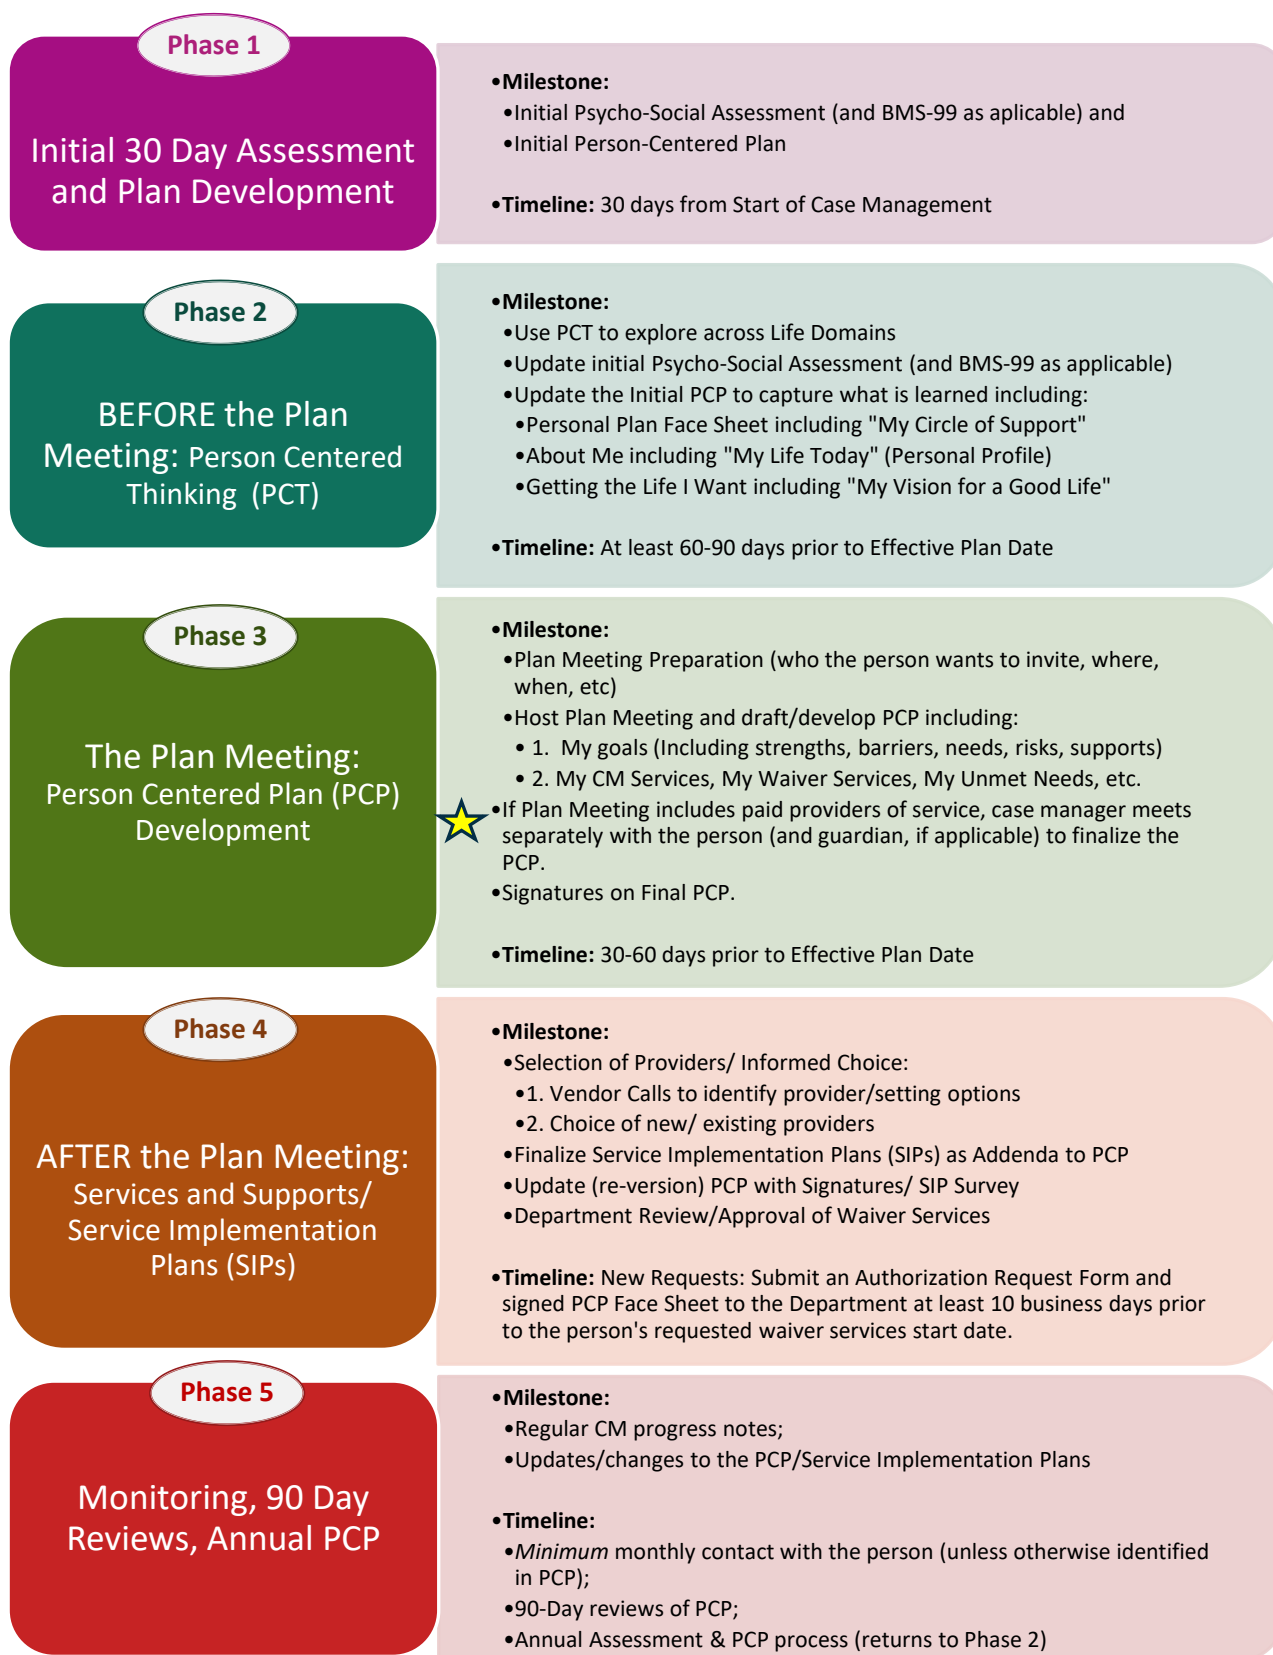 Phase 1
Initial 30 Day Assessment
and Plan Development
•Milestone:
•Initial Psycho-Social Assessment (and BMS-99 as aplicable) and
•Initial Person-Centered Plan
•Timeline: 30 days from Start of Case Management
Phase 2
BEFORE the Plan
Meeting: Person Centered
Thinking (PCT)
•Milestone:
•Use PCT to explore across Life Domains
•Update initial Psycho-Social Assessment (and BMS-99 as applicable)
•Update the Initial PCP to capture what is learned including:
•Personal Plan Face Sheet including "My Circle of Support"
•About Me including "My Life Today" (Personal Profile)
•Getting the Life I Want including "My Vision for a Good Life"
•Timeline: At least 60-90 days prior to Effective Plan Date
Phase 3
The Plan Meeting:
Person Centered Plan (PCP)
Development
•Milestone:
•Plan Meeting Preparation (who the person wants to invite, where,
when, etc)
•Host Plan Meeting and draft/develop PCP including:
• 1. My goals (Including strengths, barriers, needs, risks, supports)
• 2. My CM Services, My Waiver Services, My Unmet Needs, etc.
•If Plan Meeting includes paid providers of service, case manager meets
separately with the person (and guardian, if applicable) to finalize the
PCP.
•Signatures on Final PCP.
•Timeline: 30-60 days prior to Effective Plan Date
Phase 4
AFTER the Plan Meeting:
Services and Supports/
Service Implementation
Plans (SIPs)
•Milestone:
•Selection of Providers/ Informed Choice:
•1. Vendor Calls to identify provider/setting options
•2. Choice of new/ existing providers
•Finalize Service Implementation Plans (SIPs) as Addenda to PCP
•Update (re-version) PCP with Signatures/ SIP Survey
•Department Review/Approval of Waiver Services
•Timeline: New Requests: Submit an Authorization Request Form and
signed PCP Face Sheet to the Department at least 10 business days prior
to the person's requested waiver services start date.
Phase 5
Monitoring, 90 Day
Reviews, Annual PCP
•Milestone:
•Regular CM progress notes;
•Updates/changes to the PCP/Service Implementation Plans
•Timeline:
•Minimum monthly contact with the person (unless otherwise identified
in PCP);
•90-Day reviews of PCP;
•Annual Assessment & PCP process (returns to Phase 2)